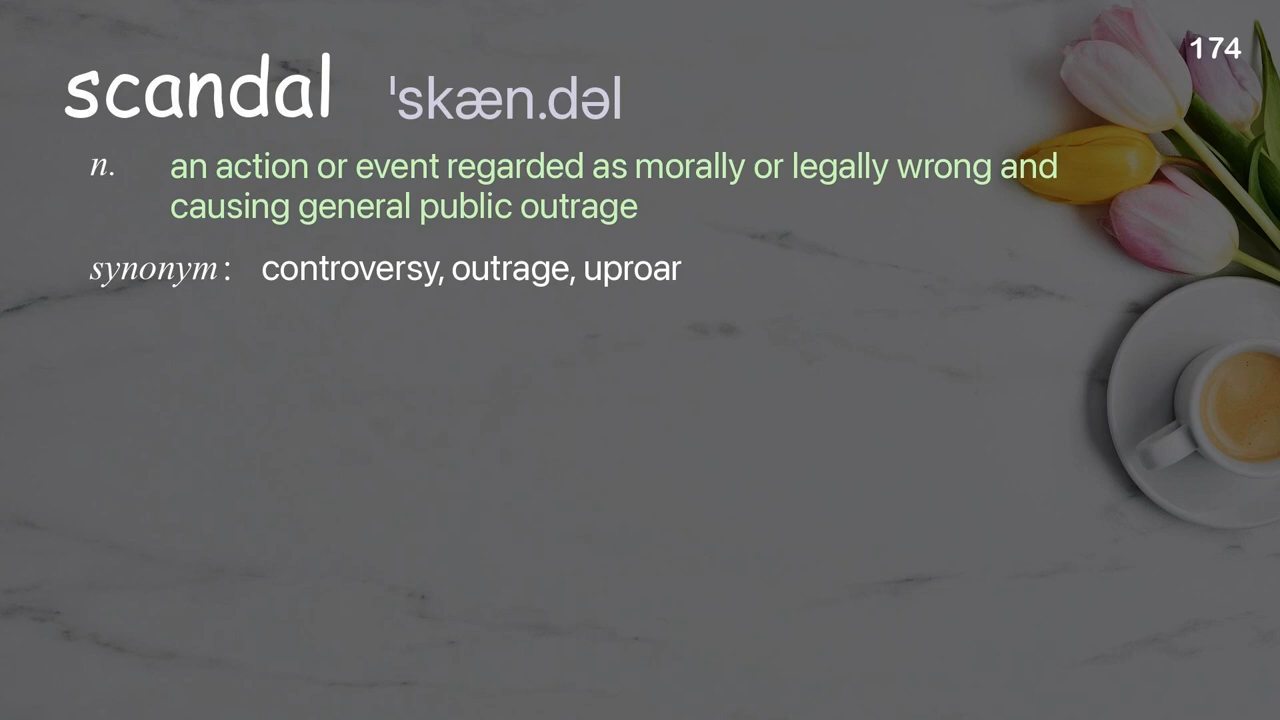 174
scandal ˈskæn.dəl
n. an action or event regarded as morally or legally wrong and
causing general public outrage
synonym: controversy, outrage, uproar